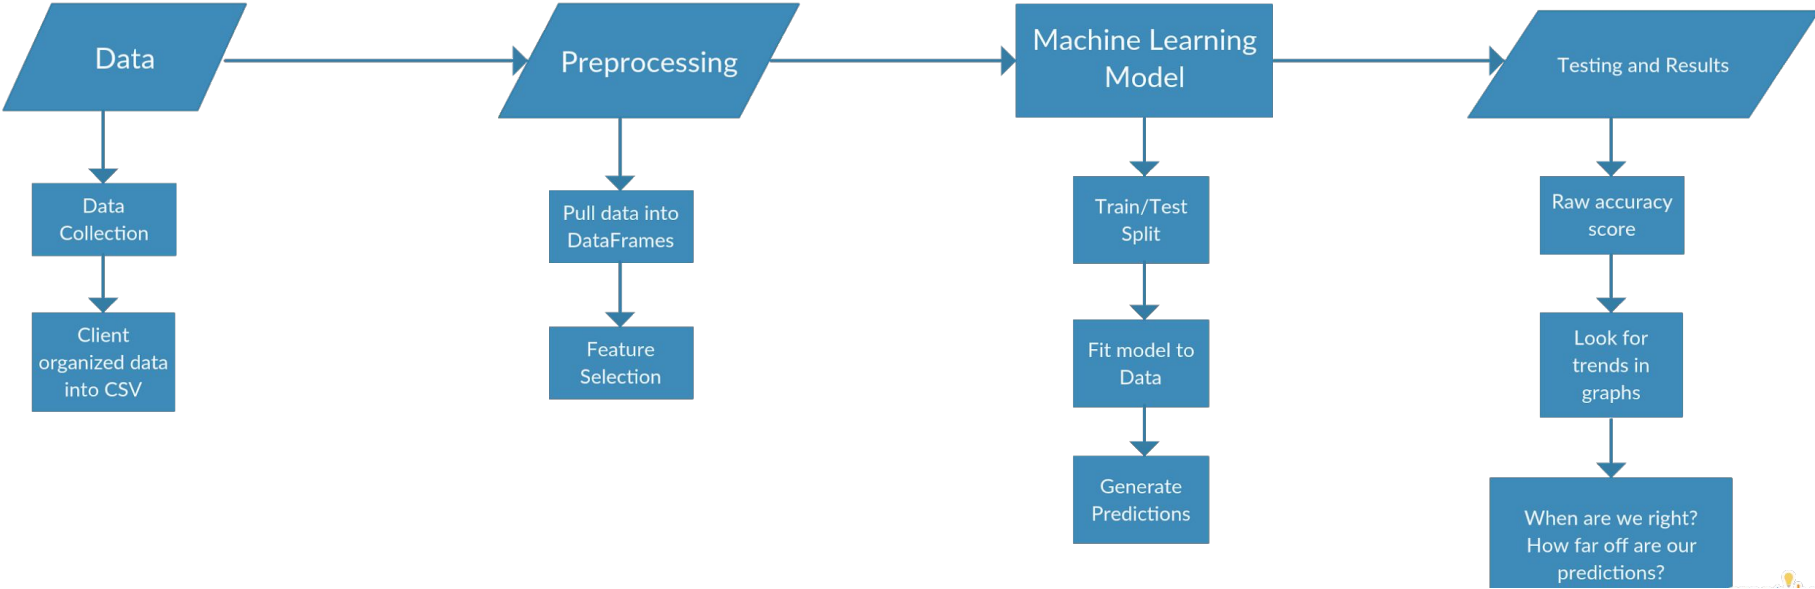 Data
Data
Collection
Client
organized data
into CSV
Preprocessing
Pull data into
DataFrames
Feature
Selection
Machine Learning
Model
Train/Test
Split
Fit model to
Data
Generate
Predictions
Testing and Results
Raw accuracy
score
Look for
trends in
graphs
When are we right?
How far off are our
predictions?